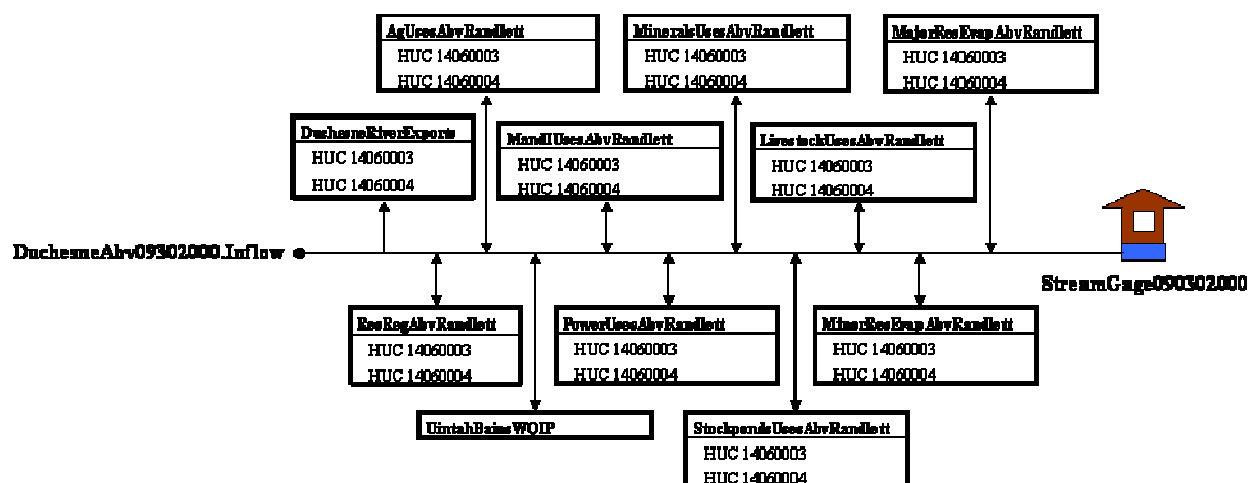 AgUsesAbvRandlett
HUC 14060003
HUC 14060004
MineralsUsesAbvRandlett
HUC 14060003
HUC 14060004
MajorResEvapAbvRandlett
HUC 14060003
HUC 14060004
DuchesneRiverExports
HUC 14060003
HUC 14060004
MandIUsesAbvRandlett
HUC 14060003
HUC 14060004
LivestockUsesAbvRandlett
HUC 14060003
HUC 14060004
DuchesneAbv09302000.Inflow
StreamGage090302000
ResRegAbvRandlett
HUC 14060003
HUC 14060004
PowerUsesAbvRandlett
HUC 14060003
HUC 14060004
MinorResEvapAbvRandlett
HUC 14060003
HUC 14060004
UintahBainsWQIP
StockpondsUsesAbvRandlett
HUC 14060003
HUC 14060004